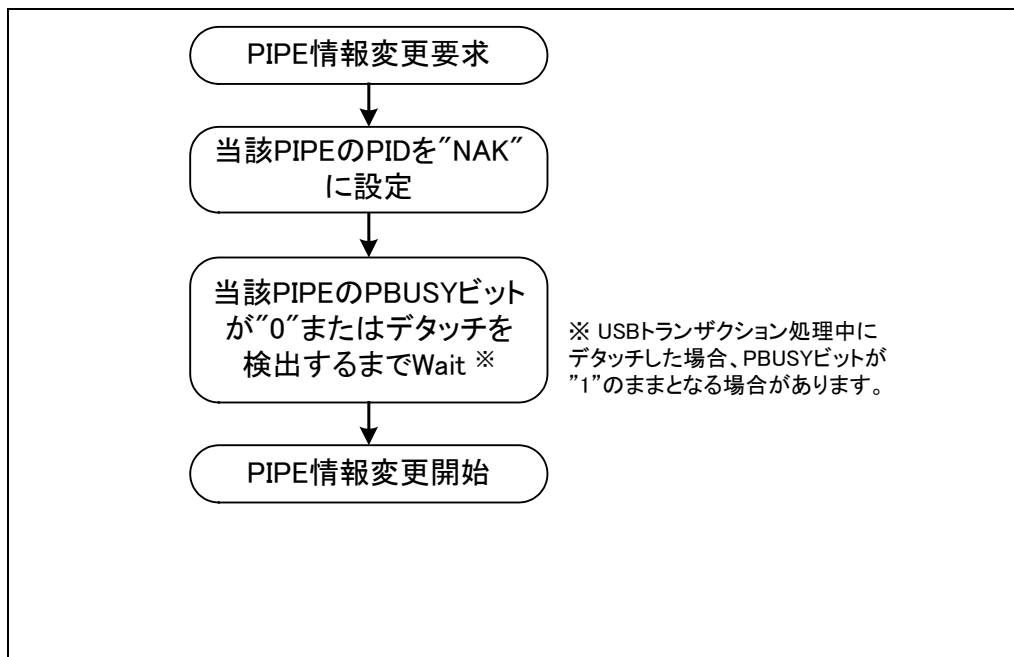 PIPE情報変更要求
当該PIPEのPIDを”NAK”
に設定
当該PIPEのPBUSYビット
が”0”またはデタッチを
検出するまでWait ※
※ USBトランザクション処理中に
デタッチした場合、PBUSYビットが
”1”のままとなる場合があります。
PIPE情報変更開始